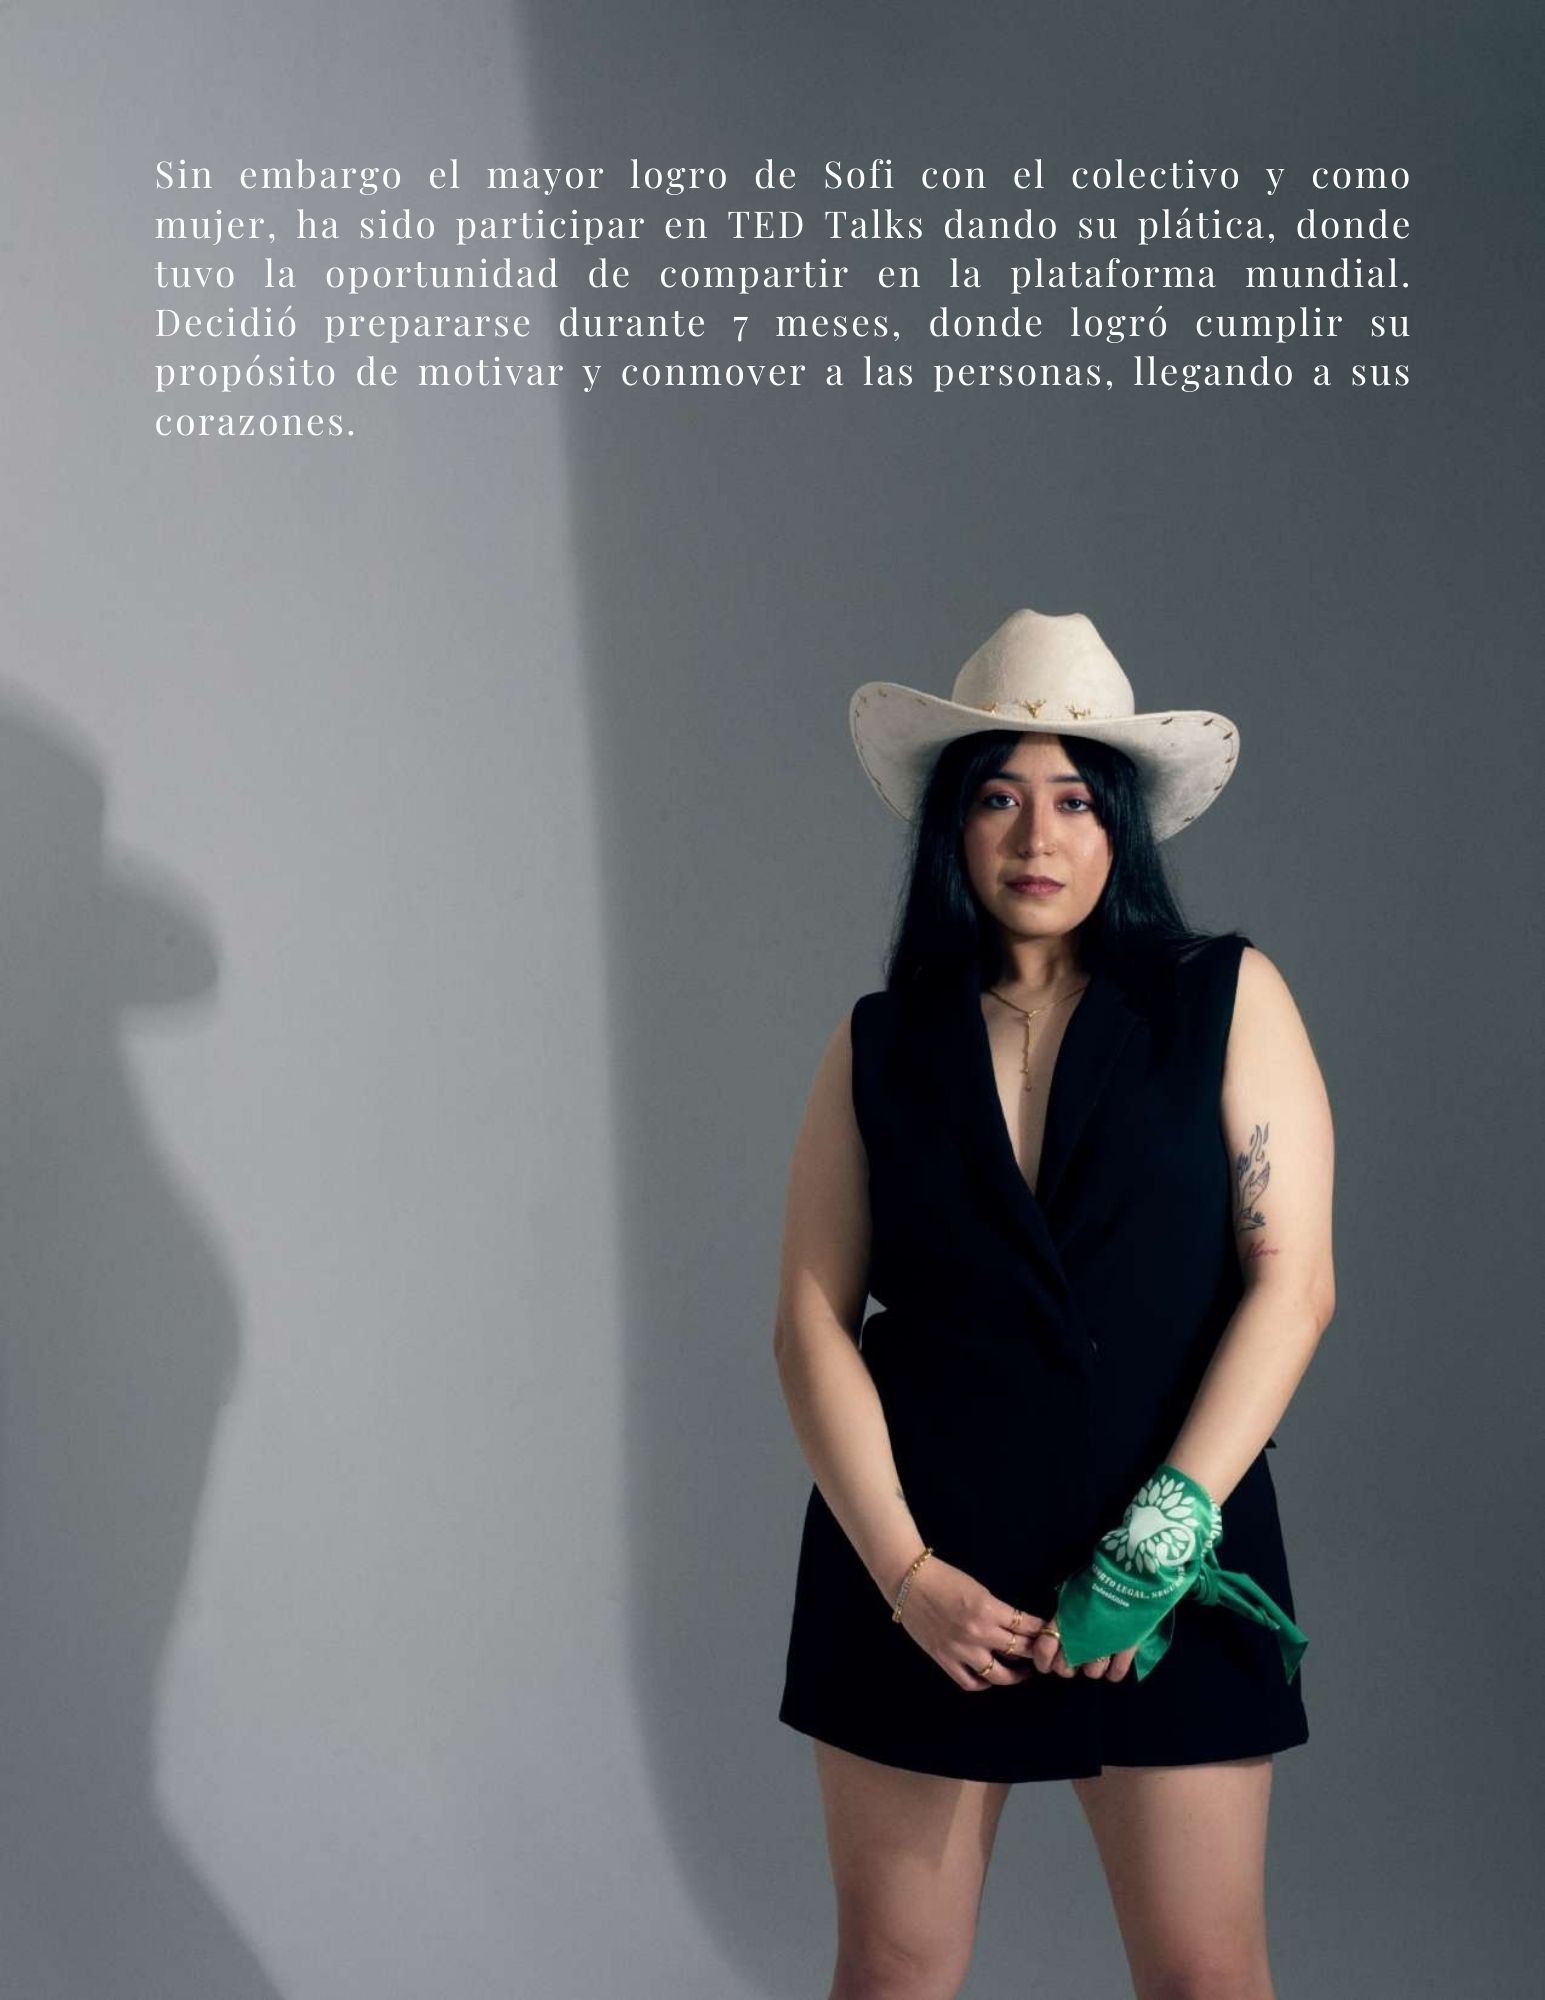 Sin embargo el mayor logro de Sofi con el colectivo y como
mujer, ha sido participar en TED Talks dando su plática, donde
tuvo la oportunidad de compartir en la plataforma mundial.
Decidió prepararse durante 7 meses, donde logró cumplir su
propósito de motivar y conmover a las personas, llegando a sus
corazones.
LEGAL,